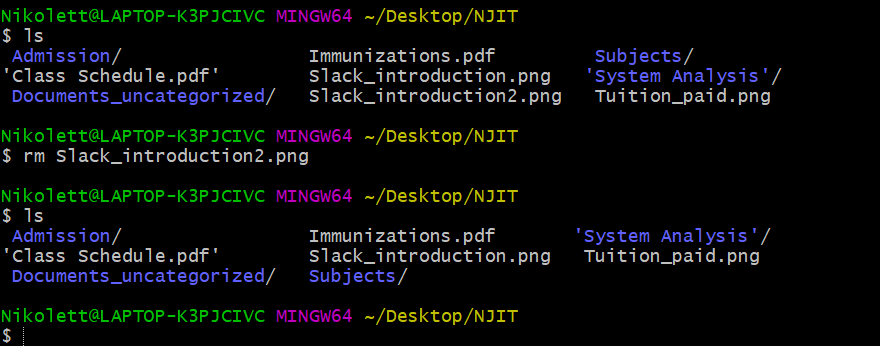 Nikolett@LAPTOP-K3PJCIVC MINGW64 ~/Desktop/NJIT
$ ls
 Admission/                 Immunizations.pdf         Subjects/
'Class Schedule.pdf'        Slack_introduction.png   'System Analysis'/
 Documents_uncategorized/   Slack_introduction2.png   Tuition_paid.png

Nikolett@LAPTOP-K3PJCIVC MINGW64 ~/Desktop/NJIT
$ rm Slack_introduction2.png

Nikolett@LAPTOP-K3PJCIVC MINGW64 ~/Desktop/NJIT
$ ls
 Admission/                 Immunizations.pdf       'System Analysis'/
'Class Schedule.pdf'        Slack_introduction.png   Tuition_paid.png
 Documents_uncategorized/   Subjects/

Nikolett@LAPTOP-K3PJCIVC MINGW64 ~/Desktop/NJIT
$